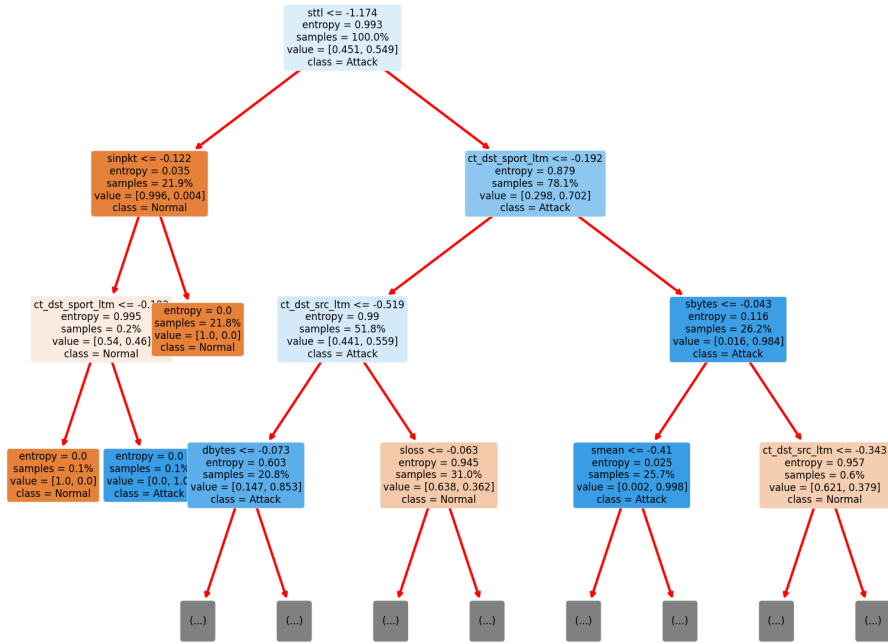 sttl <= -1.174
entropy = 0.993
samples = 100.0%
value = [0.451, 0.549]
class = Attack
sinpkt <= -0.122
entropy = 0.035
samples = 21.9%
value = [0.996, 0.004]
class = Normal
ct_dst_sport_ltm <= -0.192
entropy = 0.879
samples = 78.1%
value = [0.298, 0.702]
class = Attack
ct_dst_sport_ltm <=
entropy = 0.995
samples = 0.2%
value = [0.54, 0.46]
class = Normal
entropy = 0.0
samples = 21.8%
value = [1.0, 0.0]
class = Normal
ct_dst_src_ltm <= -0.519
entropy = 0.99
samples = 51.8%
value = [0.441, 0.559]
class = Attack
sbytes <= -0.043
entropy = 0.116
samples = 26.2%
value = [0.016, 0.984]
class = Attack
entropy = 0.0
samples = 0.1%
value = [1.0, 0.0]
class = Normal
entropy = 0.0
samples = 0.1%
value = [0.0,
class = Attack
dbytes <= -0.073
entropy = 0.603
samples = 20.8%
value = [0.147, 0.853]
class = Attack
sloss <= -0.063
entropy = 0.945
samples = 31.0%
value = [0.638, 0.362]
class = Normal
smean <= -0.41
entropy = 0.025
samples = 25.7%
value = [0.002, 0.998]
class = Attack
ct_dst_src_ltm <= -0.343
entropy = 0.957
samples = 0.6%
value = [0.621, 0.379]
class = Normal
(...)
(...)
(...)
(...)
(...)
(...)
(...)
(...)